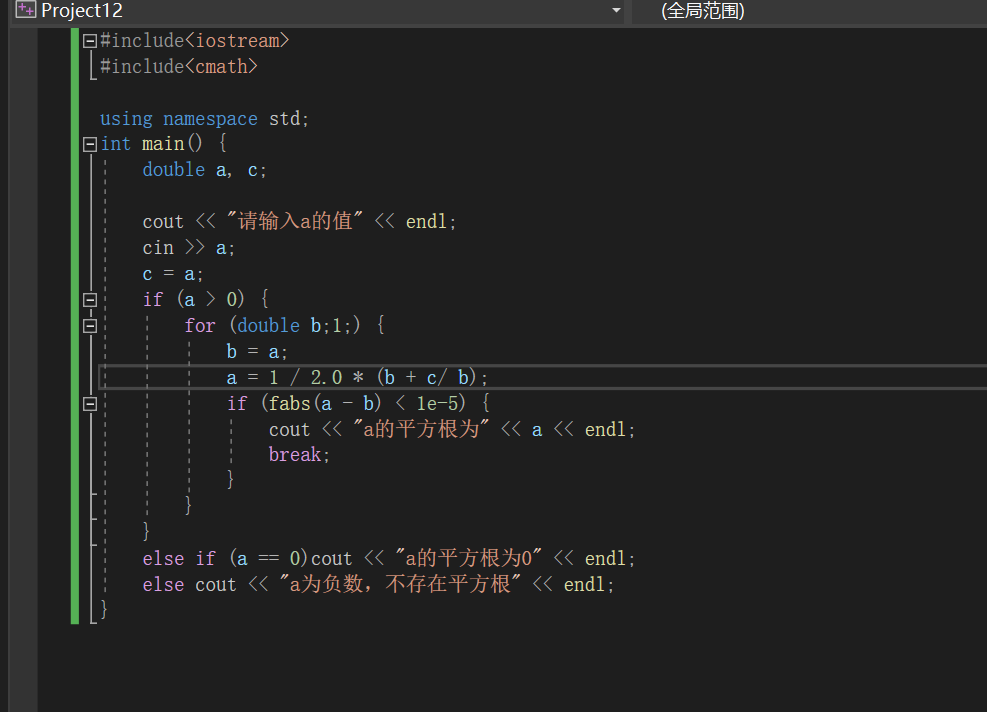 Project12 (全局范围)
#include<iostream>
#include<cmath>
using namespace std;
int main() {
double a, c;
cout << "请输入a的值" << endl;
cin >> a;
c = a;
if (a > 0) {
for (double b;1;) {
b = a;
a = 1 / 2.0 * (b + c/ b);
if (fabs(a - b) < 1e-5) {
cout << "a的平方根为" << a << endl;
break;
}
}
}
else if (a == 0)cout << "a的平方根为0" << endl;
else cout << "a为负数，不存在平方根" << endl;
}